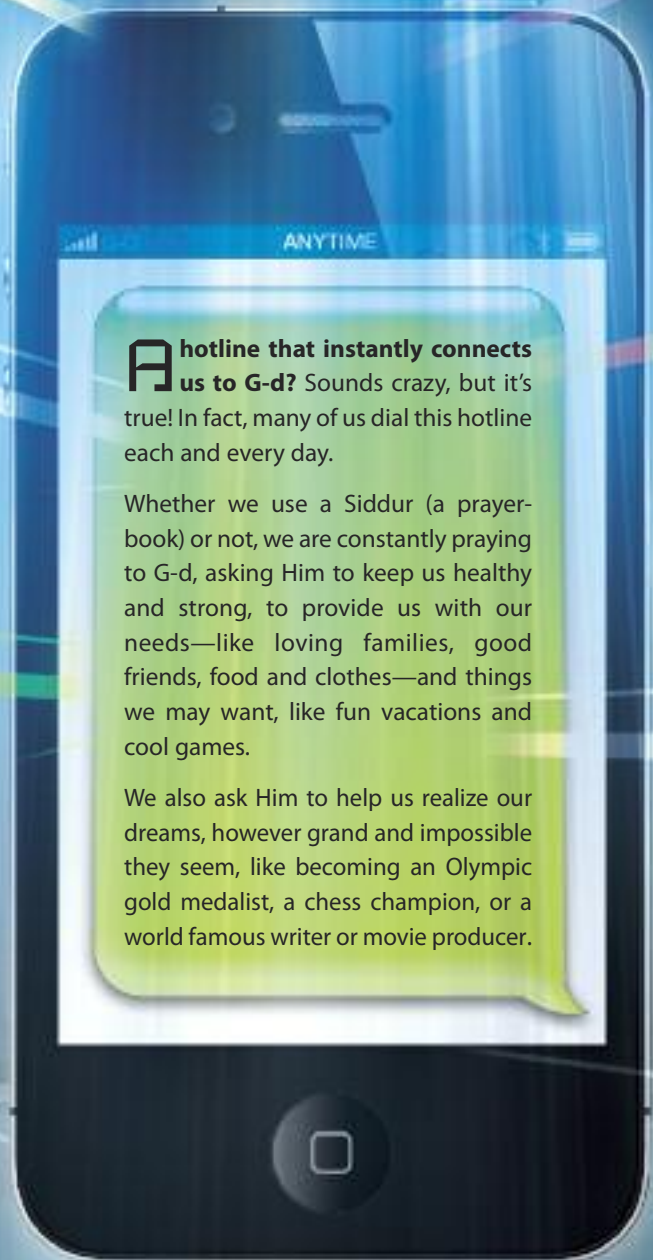 ANYTIME
A hotline that instantly connects
us to G-d? Sounds crazy, but it's
true! In fact, many of us dial this hotline
each and every day.
Whether we use a Siddur (a prayer-
book) or not, we are constantly praying
to G-d, asking Him to keep us healthy
and strong, to provide us with our
needs—like loving families, good
friends, food and clothes—and things
we may want, like fun vacations and
cool games.
We also ask Him to help us realize our
dreams, however grand and impossible
they seem, like becoming an Olympic
gold medalist, a chess champion, or a
world famous writer or movie producer.